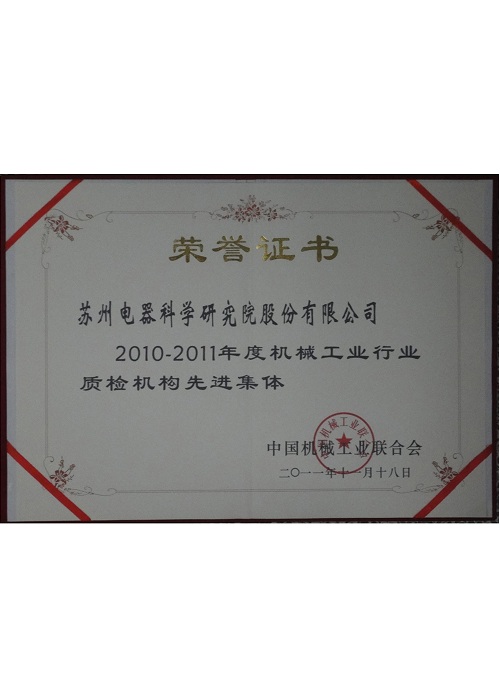 荣誉证书
苏州电器科学研究院股份有限公司
2010-2011年度机械工业行业
质检机构先进集体
中国机械工业联合会
二〇一一年十一月十八日